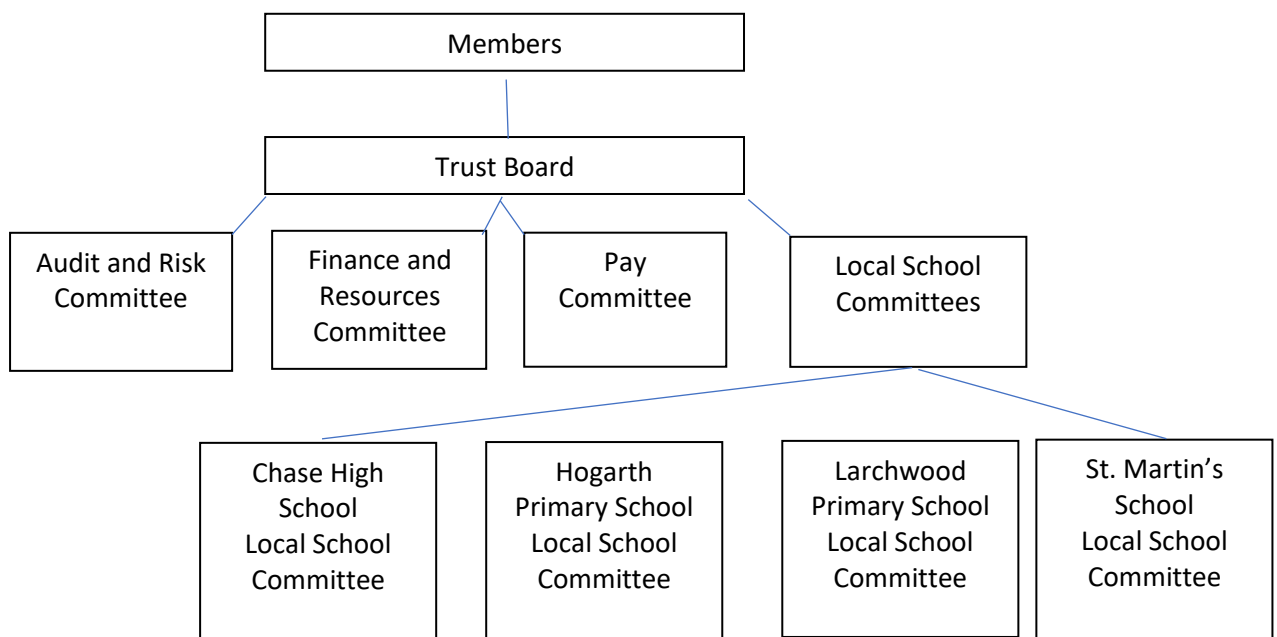 Members
Trust Board
Audit and Risk
Committee
Finance and
Resources
Committee
Pay
Committee
Local School
Committees
Chase High
School
Local School
Committee
Hogarth
Primary School
Local School
Committee
Larchwood
Primary School
Local School
Committee
St. Martin’s
School
Local School
Committee